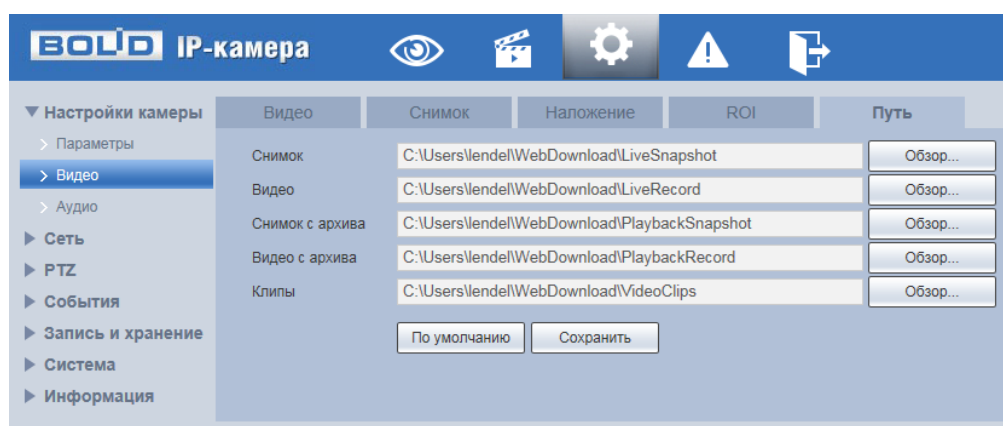 BOLID IP-камера
Настройки камеры
Параметры
Видео
Аудио
Сеть
PTZ
События
Запись и хранение
Система
Информация
Видео Снимок Наложение ROI Путь
Снимок C:\Users\lendel\WebDownload\LiveSnapshot Обзор...
Видео C:\Users\lendel\WebDownload\LiveRecord Обзор...
Снимок с архива C:\Users\lendel\WebDownload\PlaybackSnapshot Обзор...
Видео с архива C:\Users\lendel\WebDownload\PlaybackRecord Обзор...
Клипы C:\Users\lendel\WebDownload\VideoClips Обзор...
По умолчанию Сохранить